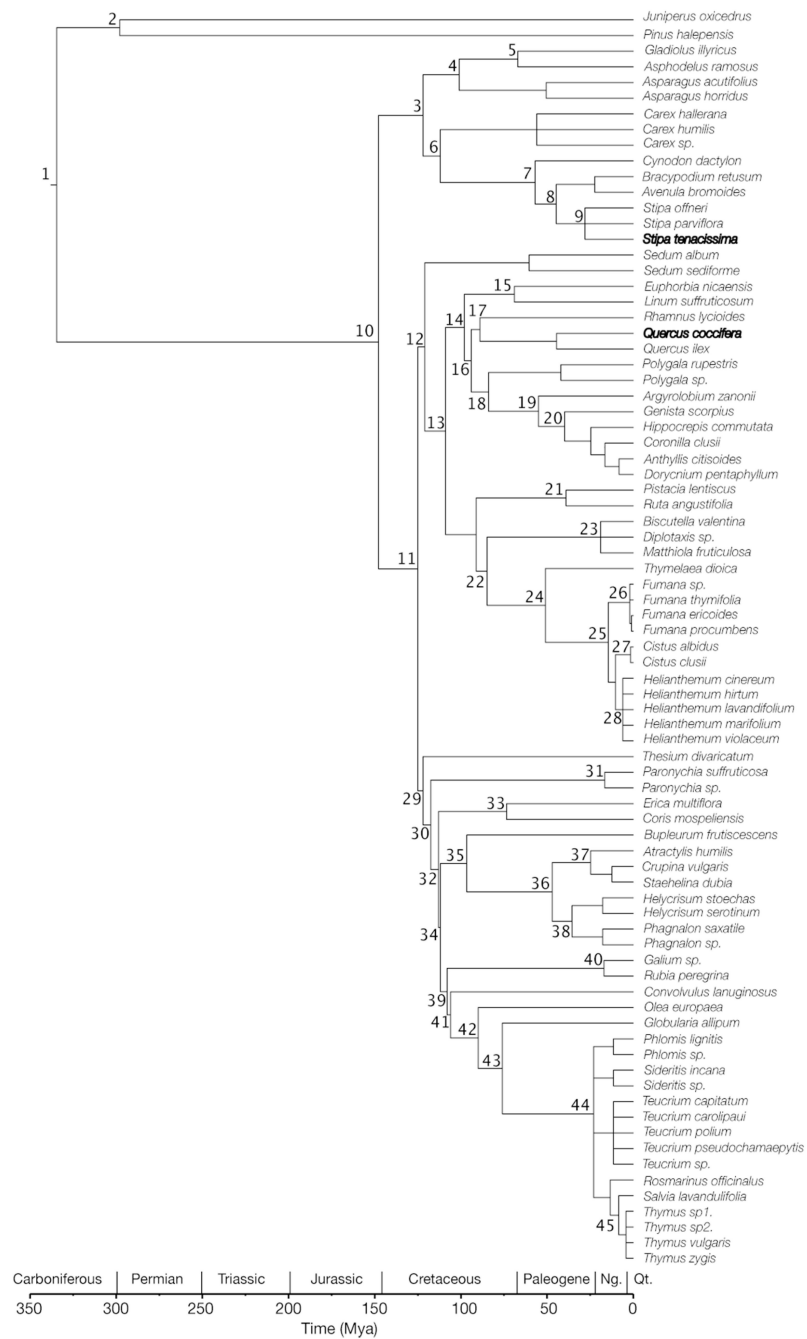 2
Juniperus oxicedrus
Pinus halepensis
5
Gladiolus illyricus
4
Asphodelus ramosus
Asparagus acutifolius
3
Asparagus horridus
Carex hallerana
Carex humilis
6
Carex sp.
Cynodon dactylon
1
7
Bracypodium retusum
8
Avenula bromoides
9
Stipa offneri
Stipa parviflora
Stipa tenacissima
Sedum album
Sedum sediforme
15
Euphorbia nicaensis
Linum suffruticosum
17
Rhamnus lycioides
10
12
14
Quercus coccifera
Quercus ilex
16
Polygala rupestris
Polygala sp.
18
19
Argyrolobium zanonii
20
Genista scorpius
13
Hippocrepis commutata
Coronilla clusii
Anthyllis citisoides
Dorycnium pentaphyllum
21
Pistacia lentiscus
Ruta angustifolia
23
Biscutella valentina
Diplotaxis sp.
11
Matthiola fruticulosa
22
Thymelaea dioica
24
26
Fumana sp.
Fumana thymifolia
Fumana ericoides
25
Fumana procumbens
27
Cistus albidus
Cistus clusii
Helianthemum cinereum
Helianthemum hirtum
Helianthemum lavandifolium
28
Helianthemum marifolium
Helianthemum violaceum
Thesium divaricatum
31
Paronychia suffruticosa
29
Paronychia sp.
33
Erica multiflora
30
Coris mospeliensis
Bupleurum frutiscescens
35
37
Atractylis humilis
32
Crupina vulgaris
36
Staehelina dubia
Helycrisum stoechas
Helycrisum serotinum
34
38
Phagnalon saxatile
Phagnalon sp.
40
Galium sp.
Rubia peregrina
39
Convolvulus lanuginosus
41
Olea europaea
42
Globularia allipum
Phlomis lignitis
43
Phlomis sp.
Sideritis incana
Sideritis sp.
44
Teucrium capitatum
Teucrium carolipaui
Teucrium polium
Teucrium pseudochamaepytis
Teucrium sp.
Rosmarinus officinalus
Salvia lavandulifolia
Thymus sp1.
45
Thymus sp2.
Thymus vulgaris
Thymus zygis
Carboniferous Permian Triassic Jurassic Cretaceous Paleogene Ng. Qt.
350 300 250 200 150 100 50 0
Time (Mya)